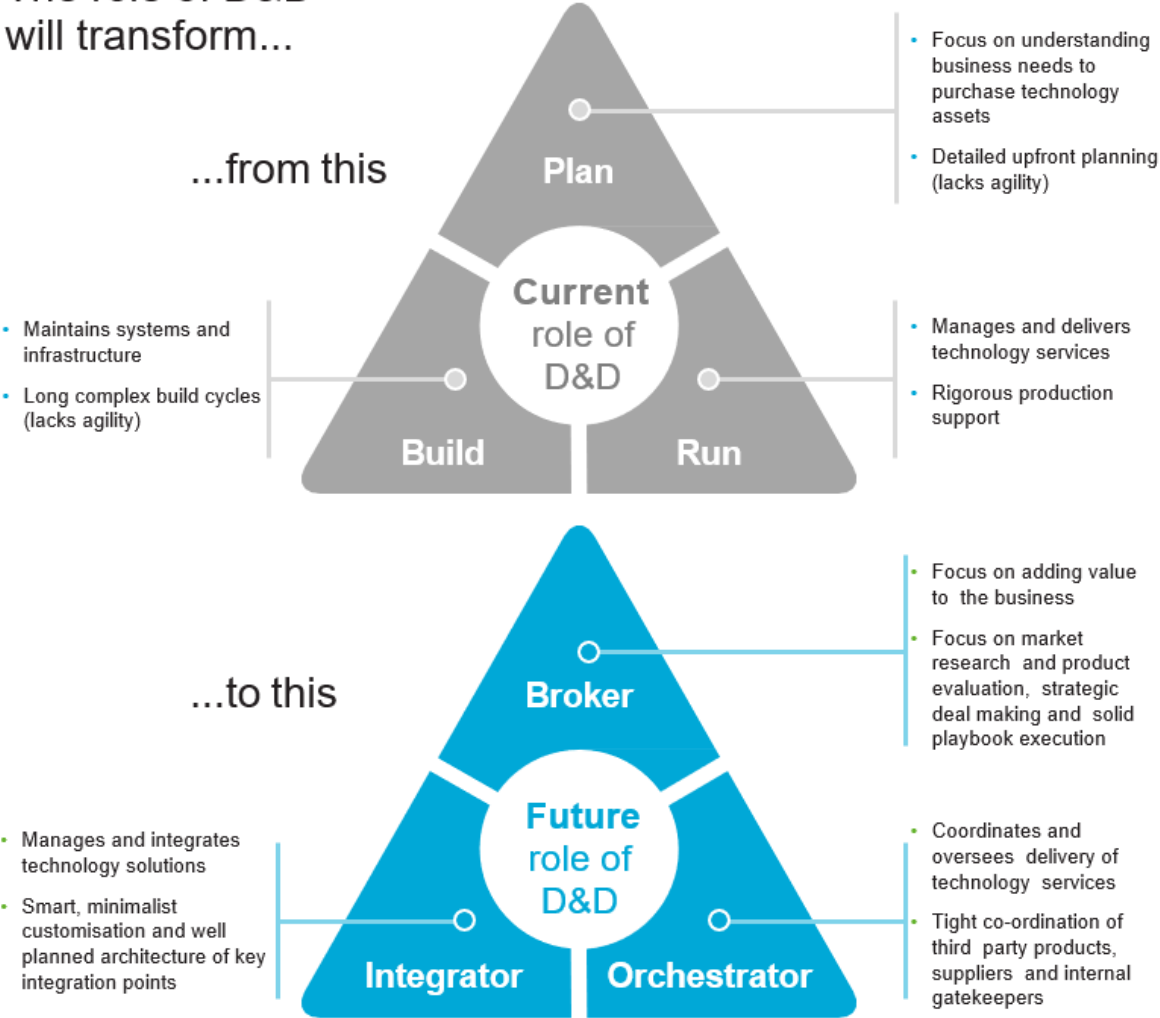 The role of D&D
will transform...
...from this
Plan
• Focus on understanding
business needs to
purchase technology
assets
• Detailed upfront planning
(lacks agility)
Current
role of
D&D
• Maintains systems and
infrastructure
• Long complex build cycles
(lacks agility)
Build
Run
• Manages and delivers
technology services
• Rigorous production
support
...to this
Broker
• Focus on adding value
to the business
• Focus on market
research and product
evaluation, strategic
deal making and solid
playbook execution
Future
role of
D&D
• Manages and integrates
technology solutions
• Smart, minimalist
customisation and well
planned architecture of key
integration points
Integrator
Orchestrator
• Coordinates and
oversees delivery of
technology services
• Tight co-ordination of
third party products,
suppliers and internal
gatekeepers